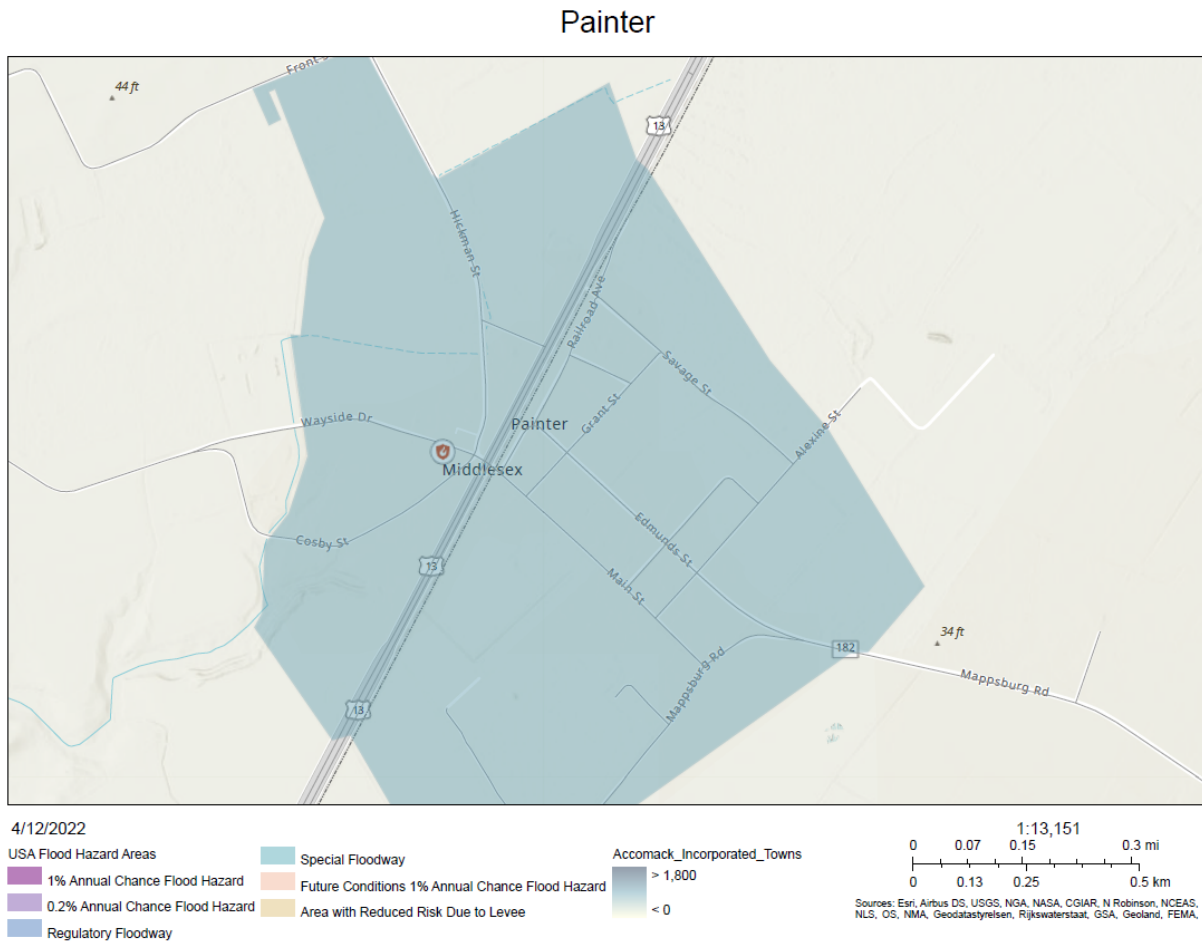 Painter
Front
44 ft
13
Hickman St
Railroad Ave
Savage St
Grant St
Wayside Dr
Painter
Alexine St
Middlesex
Edmunds St
Cosby St
13
Main St
34 ft
182
Mappsburg Rd
Mappsburg Rd
13
4/12/2022
USA Flood Hazard Areas
1% Annual Chance Flood Hazard
0.2% Annual Chance Flood Hazard
Regulatory Floodway
Special Floodway
Future Conditions 1% Annual Chance Flood Hazard
Area with Reduced Risk Due to Levee
Accomack_Incorporated_Towns
> 1,800
< 0
1:13,151
0 0.07 0.15 0.3 mi
0 0.13 0.25 0.5 km
Sources: Esri, Airbus DS, USGS, NGA, NASA, CGIAR, N Robinson, NCEAS,
NLS, OS, NMA, Geodatastyrelsen, Rijkswaterstaat, GSA, Geoland, FEMA,